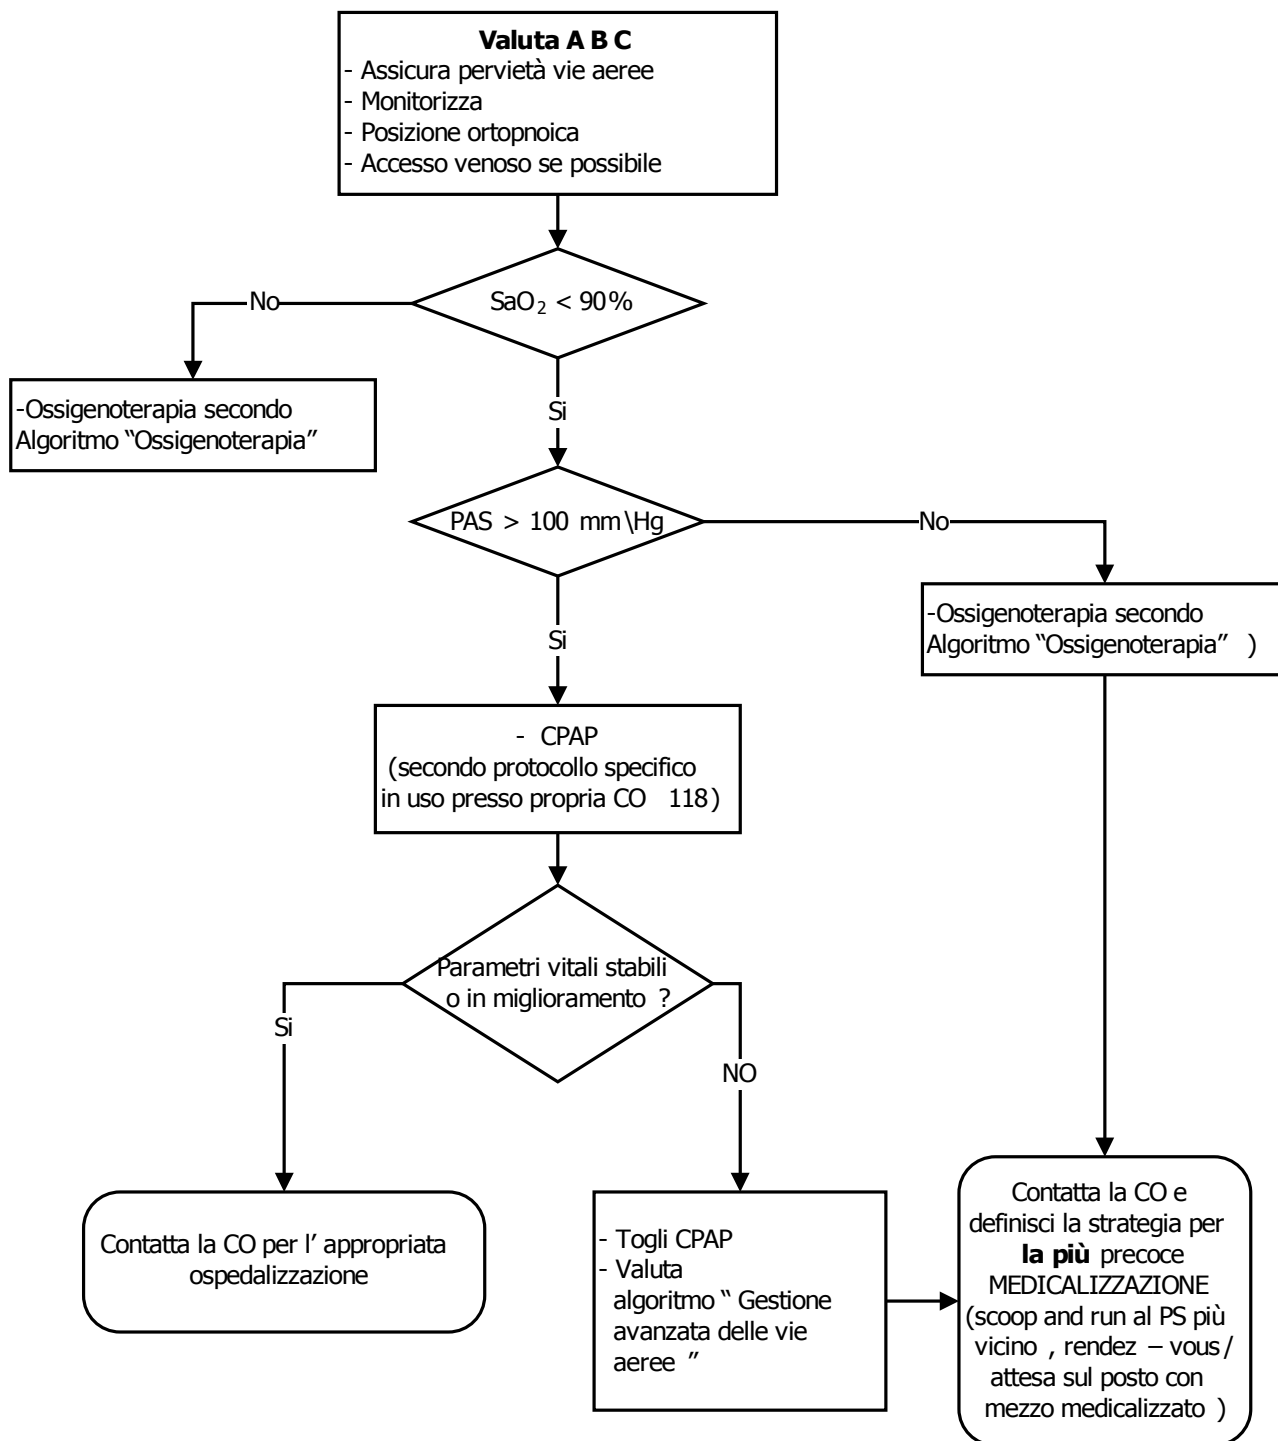 Valuta A B C
- Assicura pervietà vie aeree
- Monitorizza
- Posizione ortopnoica
- Accesso venoso se possibile
SaO₂ < 90%
No
-Ossigenoterapia secondo
Algoritmo “Ossigenoterapia”
Si
PAS > 100 mm\Hg
No
-Ossigenoterapia secondo
Algoritmo “Ossigenoterapia” )
Si
- CPAP
(secondo protocollo specifico
in uso presso propria CO 118)
Parametri vitali stabili
o in miglioramento ?
Si
NO
Contatta la CO per l’ appropriata
ospedalizzazione
- Togli CPAP
- Valuta
algoritmo “ Gestione
avanzata delle vie
aeree ”
Contatta la CO e
definisci la strategia per
la più precoce
MEDICALIZZAZIONE
(scoop and run al PS più
vicino , rendez – vous /
attesa sul posto con
mezzo medicalizzato )